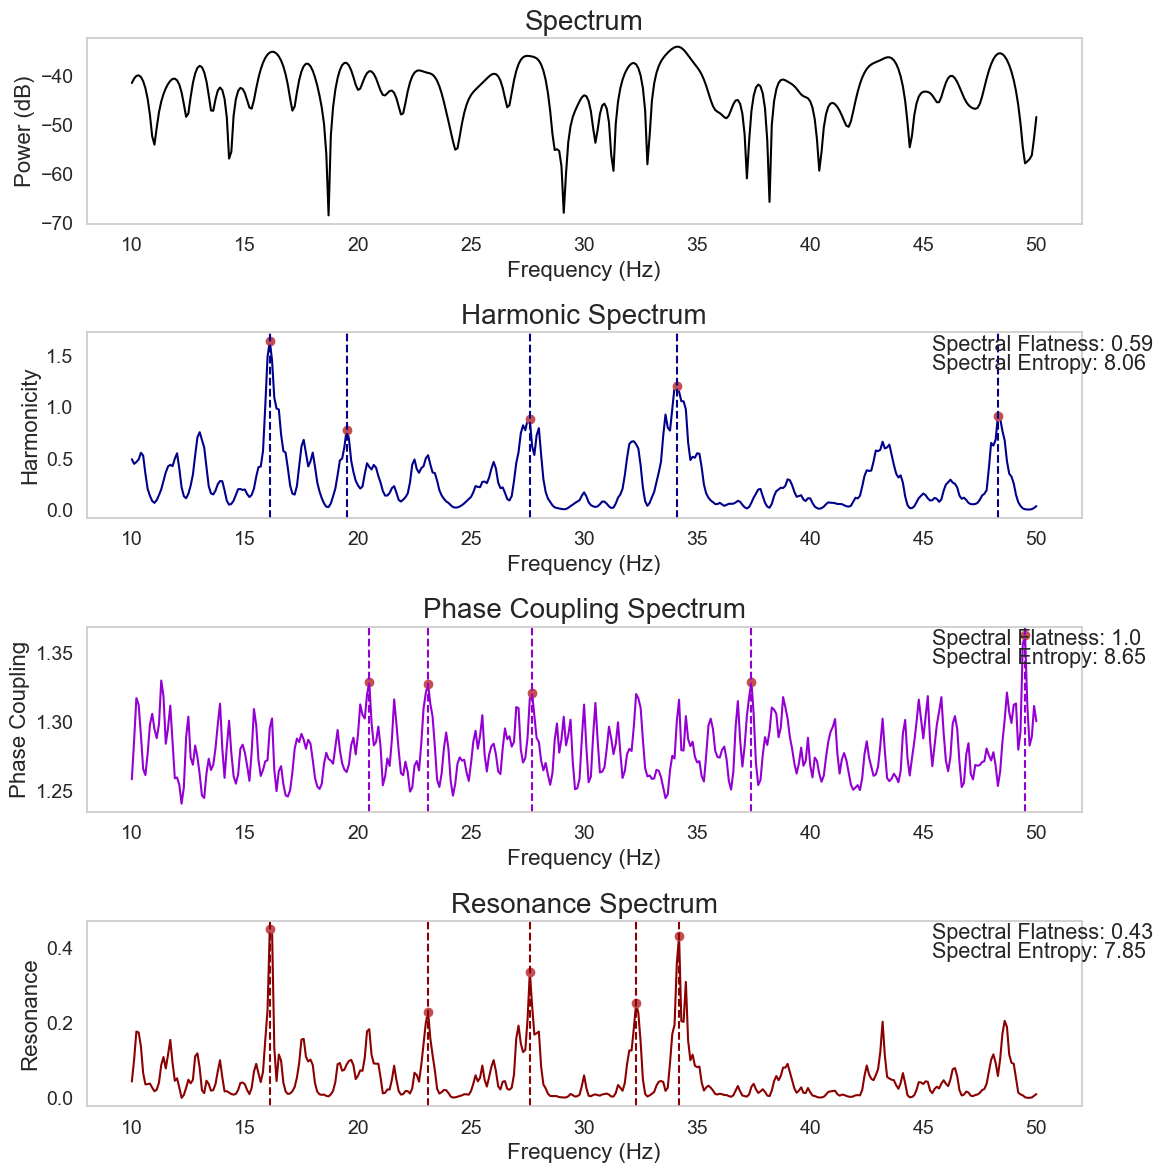 Spectrum
Power (dB)
−40
−50
−60
−70
10 15 20 25 30 35 40 45 50
Frequency (Hz)
Harmonic Spectrum
Spectral Flatness: 0.59
Spectral Entropy: 8.06
Harmonicity
1.5
1.0
0.5
0.0
10 15 20 25 30 35 40 45 50
Frequency (Hz)
Phase Coupling Spectrum
Spectral Flatness: 1.0
Spectral Entropy: 8.65
Phase Coupling
1.35
1.30
1.25
10 15 20 25 30 35 40 45 50
Frequency (Hz)
Resonance Spectrum
Spectral Flatness: 0.43
Spectral Entropy: 7.85
Resonance
0.4
0.2
0.0
10 15 20 25 30 35 40 45 50
Frequency (Hz)